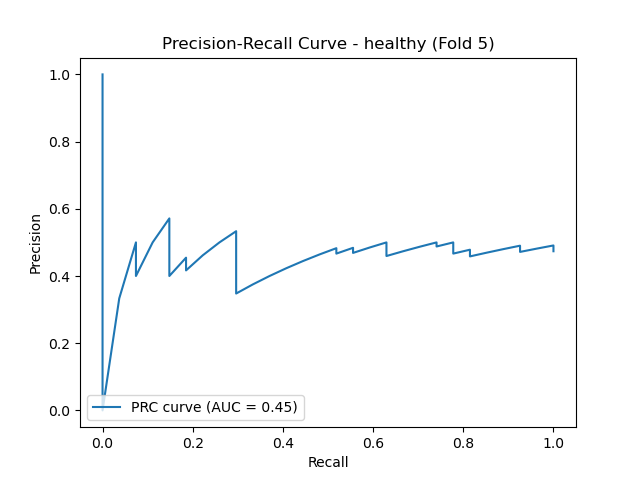 Precision-Recall Curve - healthy (Fold 5)
1.0
0.8
0.6
0.4
0.2
0.0
Precision
PRC curve (AUC = 0.45)
0.0 0.2 0.4 0.6 0.8 1.0
Recall